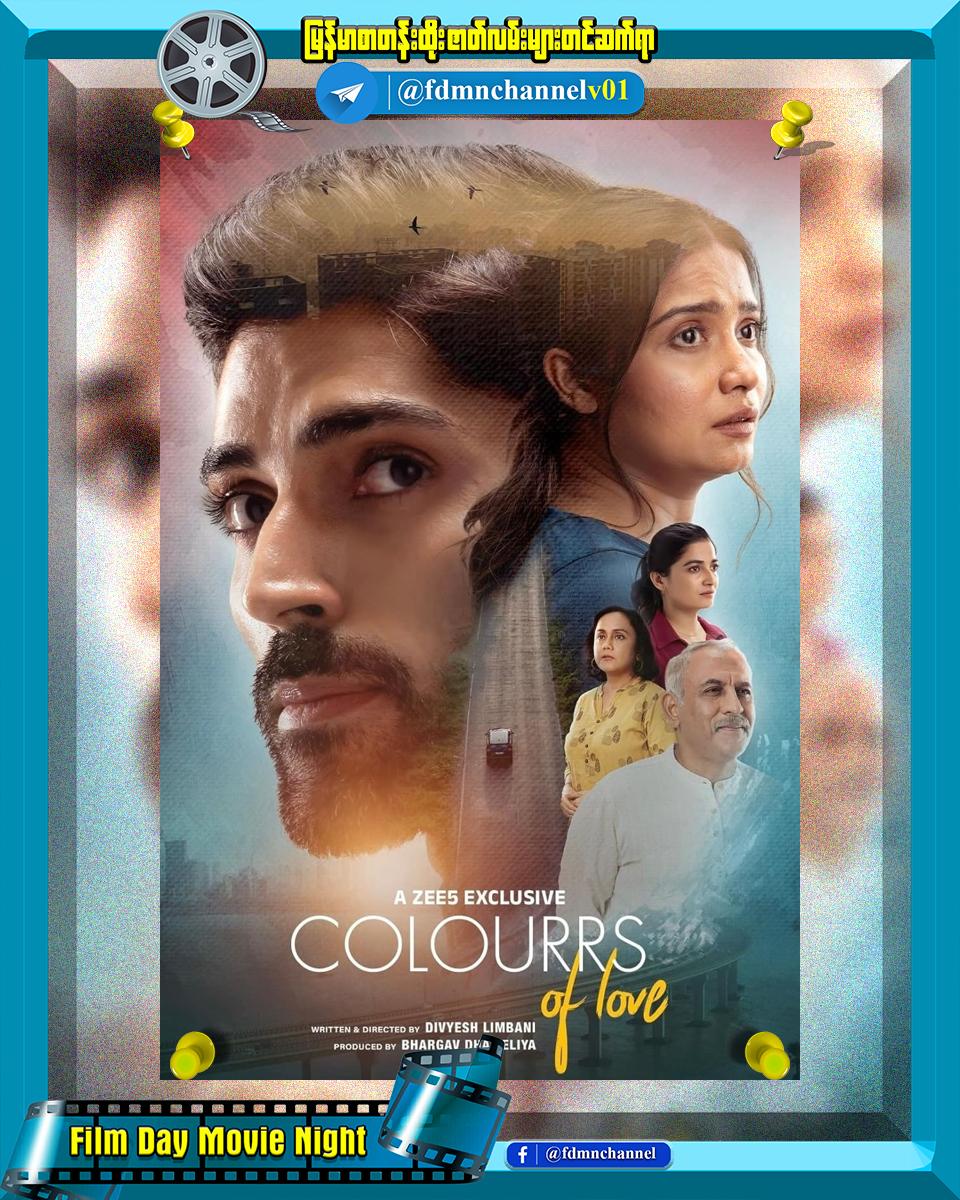 မြန်မာစာတန်းထိုးဇာတ်လမ်းများတင်ဆက်ရာ
@fdmnchannelv01
A ZEE5 EXCLUSIVE
COLOURRS
of love
WRITTEN & DIRECTED BY DIVYESH LIMBANI
PRODUCED BY BHARGAV
Film Day Movie Night
f @fdmnchannel